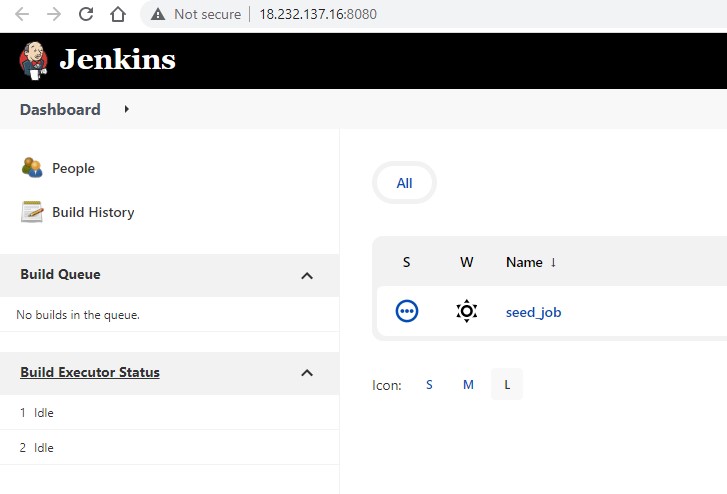 Not secure 18.232.137.16:8080
Jenkins
Dashboard
People
Build History
Build Queue
No builds in the queue.
Build Executor Status
1 Idle
2 Idle
All
S W Name ↓
seed_job
Icon: S M L